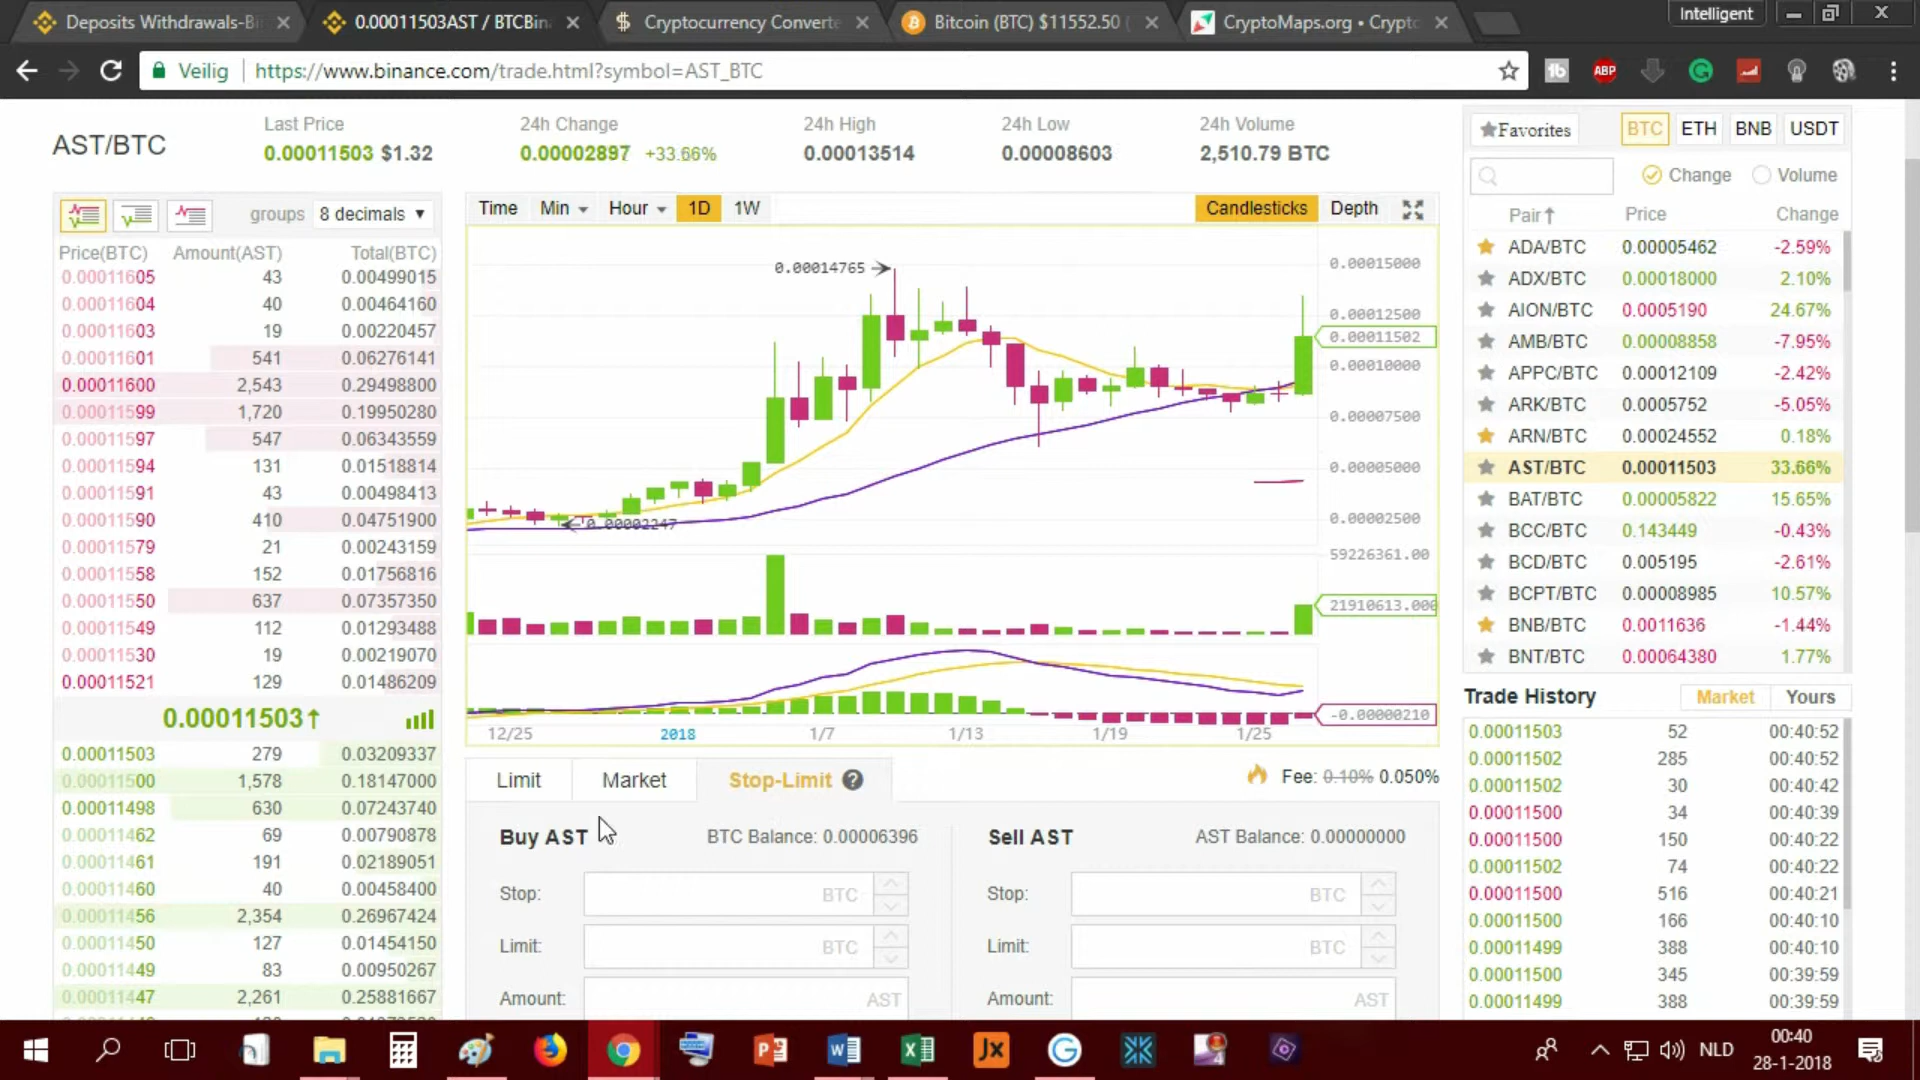 Deposits Withdrawals-Bi
0.00011503AST / BTCBin
Cryptocurrency Converte
Bitcoin (BTC) $11552.50 (
CryptoMaps.org • Crypto
Intelligent
Veilig
https://www.binance.com/trade.html?symbol=AST_BTC
ABP
AST/BTC
Last Price
0.00011503 $1.32
24h Change
0.00002897 +33.66%
24h High
0.00013514
24h Low
0.00008603
24h Volume
2,510.79 BTC
groups 8 decimals
Price(BTC) Amount(AST) Total(BTC)
0.00011605 43 0.00499015
0.00011604 40 0.00464160
0.00011603 19 0.00220457
0.00011601 541 0.06276141
0.00011600 2,543 0.29498800
0.00011599 1,720 0.19950280
0.00011597 547 0.06343559
0.00011594 131 0.01518814
0.00011591 43 0.00498413
0.00011590 410 0.04751900
0.00011579 21 0.00243159
0.00011558 152 0.01756816
0.00011550 637 0.07357350
0.00011549 112 0.01293488
0.00011530 19 0.00219070
0.00011521 129 0.01486209
0.00011503↑
0.00011503 279 0.03209337
0.00011500 1,578 0.18147000
0.00011498 630 0.07243740
0.00011462 69 0.00790878
0.00011461 191 0.02189051
0.00011460 40 0.00458400
0.00011456 2,354 0.26967424
0.00011450 127 0.01454150
0.00011449 83 0.00950267
0.00011447 2,261 0.25881667
Time Min Hour 1D 1W
Candlesticks Depth
0.00014765
0.00002247
0.00015000
0.00012500
0.00011502
0.00010000
0.00007500
0.00005000
0.00002500
59226361.00
21910613.000
-0.00000210
12/25 2018 1/7 1/13 1/19 1/25
Limit Market Stop-Limit ?
Fee: 0.10% 0.050%
Buy AST BTC Balance: 0.00006396
Stop: BTC
Limit: BTC
Amount: AST
Sell AST AST Balance: 0.00000000
Stop: BTC
Limit: BTC
Amount: AST
Favorites BTC ETH BNB USDT
Change Volume
Pair↑ Price Change
ADA/BTC 0.00005462 -2.59%
ADX/BTC 0.00018000 2.10%
AION/BTC 0.0005190 24.67%
AMB/BTC 0.00008858 -7.95%
APPC/BTC 0.00012109 -2.42%
ARK/BTC 0.0005752 -5.05%
ARN/BTC 0.00024552 0.18%
AST/BTC 0.00011503 33.66%
BAT/BTC 0.00005822 15.65%
BCC/BTC 0.143449 -0.43%
BCD/BTC 0.005195 -2.61%
BCPT/BTC 0.00008985 10.57%
BNB/BTC 0.0011636 -1.44%
BNT/BTC 0.00064380 1.77%
Trade History Market Yours
0.00011503 52 00:40:52
0.00011502 285 00:40:52
0.00011502 30 00:40:42
0.00011500 34 00:40:39
0.00011500 150 00:40:22
0.00011502 74 00:40:22
0.00011500 516 00:40:21
0.00011500 166 00:40:10
0.00011499 388 00:40:10
0.00011500 345 00:39:59
0.00011499 388 00:39:59
NLD
00:40
28-1-2018